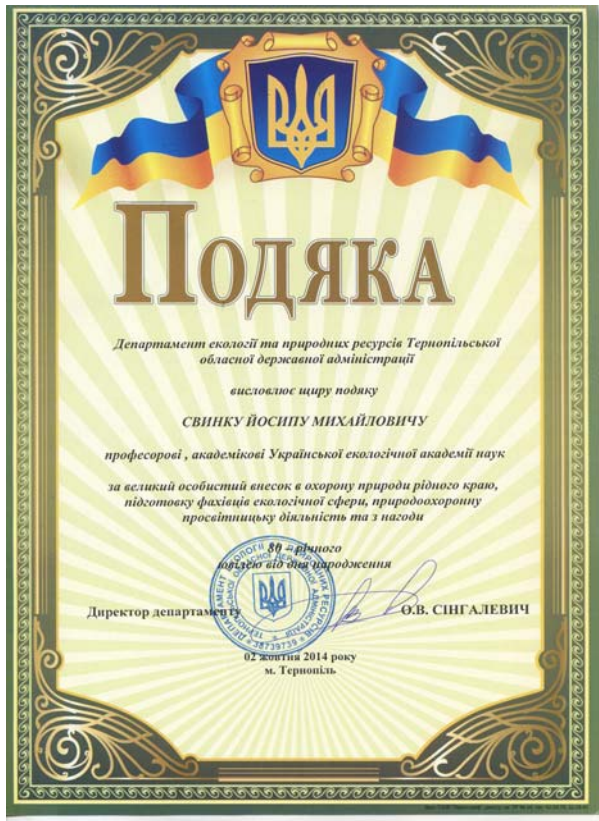 ПОДЯКА
Департамент екології та природних ресурсів Тернопільської
обласної державної адміністрації
висловлює щиру подяку
СВИНКУ ЙОСИПУ МИХАЙЛОВИЧУ
професорові , академікові Української екологічної академії наук
за великий особистий внесок в охорону природи рідного краю,
підготовку фахівців екологічної сфери, природоохоронну
просвітницьку діяльність та з нагоди
80 – річного
ювілею від дня народження
Директор департаменту О.В. СІНГАЛЕВИЧ
38739739
02 жовтня 2014 року
м. Тернопіль